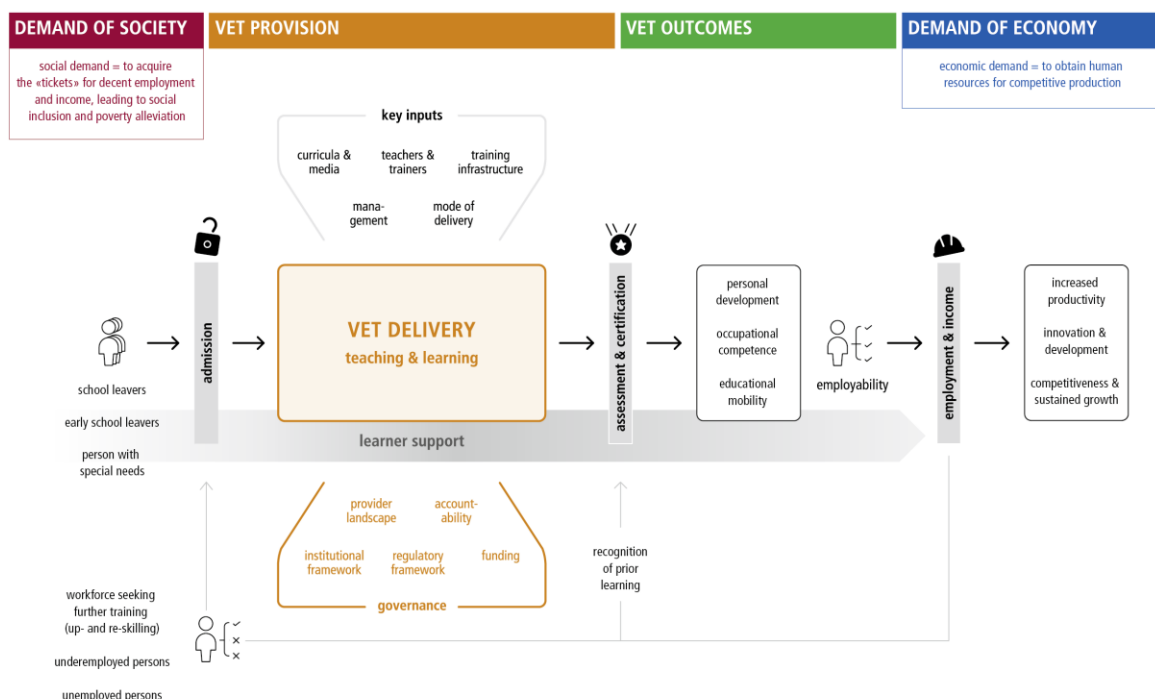 DEMAND OF SOCIETY
VET PROVISION
VET OUTCOMES
DEMAND OF ECONOMY
social demand = to acquire
the «tickets» for decent employment
and income, leading to social
inclusion and poverty alleviation
economic demand = to obtain human
resources for competitive production
key inputs
curricula &
media
teachers &
trainers
training
infrastructure
mana-
gement
mode of
delivery
school leavers
early school leavers
person with
special needs
admission
VET DELIVERY
teaching & learning
learner support
assessment & certification
personal
development
occupational
competence
educational
mobility
employability
employment & income
increased
productivity
innovation &
development
competitiveness &
sustained growth
provider
landscape
account-
ability
institutional
framework
regulatory
framework
funding
governance
recognition
of prior
learning
workforce seeking
further training
(up- and re-skilling)
underemployed persons
unemployed persons